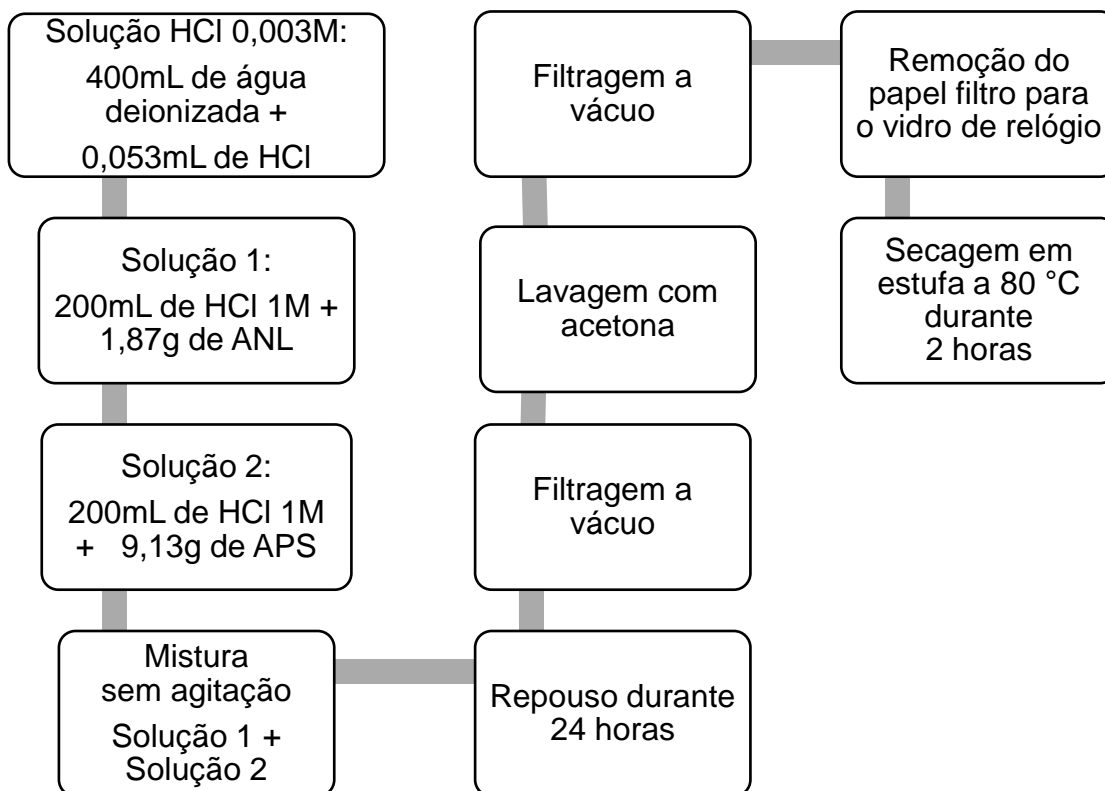 Solução HCl 0,003M:
400mL de água
deionizada +
0,053mL de HCl
Solução 1:
200mL de HCl 1M +
1,87g de ANL
Solução 2:
200mL de HCl 1M
+ 9,13g de APS
Mistura
sem agitação
Solução 1 +
Solução 2
Repouso durante
24 horas
Filtragem a
vácuo
Lavagem com
acetona
Filtragem a
vácuo
Remoção do
papel filtro para
o vidro de relógio
Secagem em
estufa a 80 °C
durante
2 horas